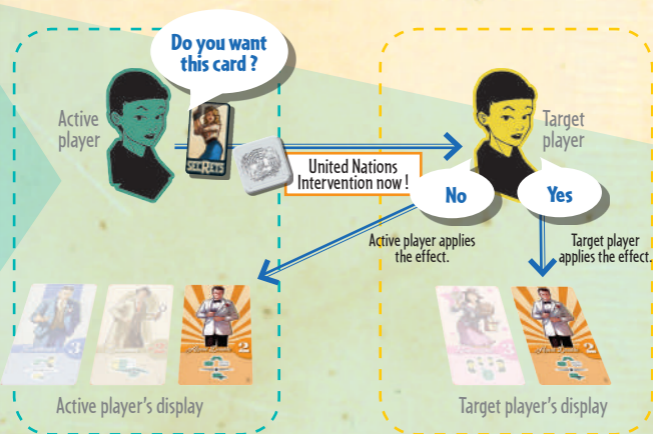 Do you want
this card ?
Active
player
Target
player
SECRETS
United Nations
Intervention now !
No
Yes
Active player applies
the effect.
Target player
applies the effect.
2
2
Active player's display
Target player's display